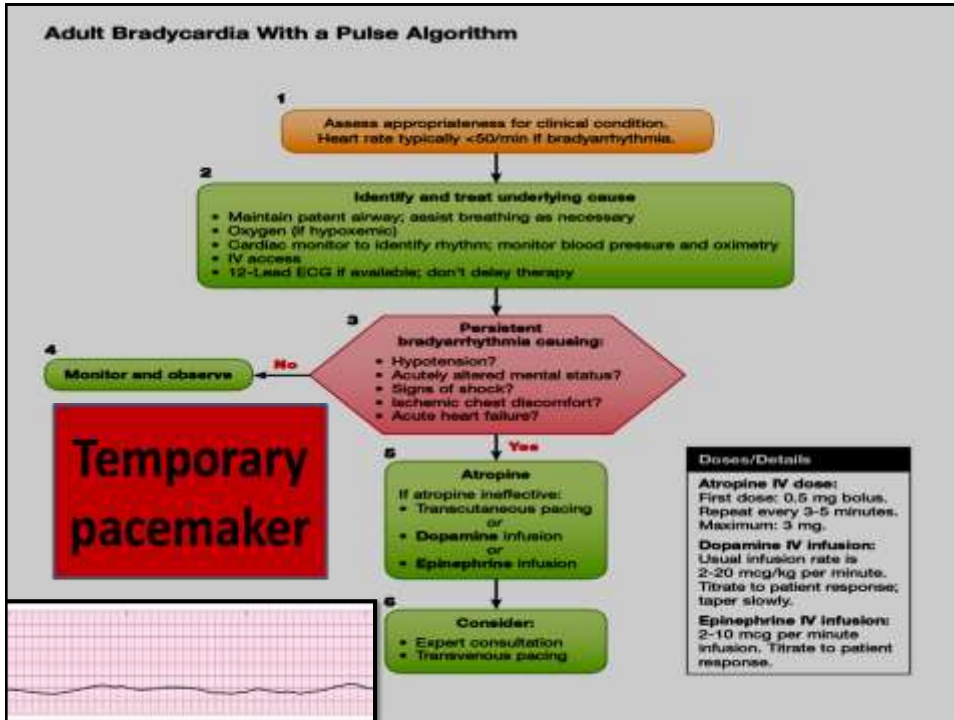 Adult Bradycardia With a Pulse Algorithm
1
Assess appropriateness for clinical condition.
Heart rate typically <50/min if bradyarrhythmia.
2
Identify and treat underlying cause
• Maintain patent airway; assist breathing as necessary
• Oxygen (if hypoxemic)
• Cardiac monitor to identify rhythm; monitor blood pressure and oximetry
• IV access
• 12-Lead ECG if available; don't delay therapy
3
Persistent
bradyarrhythmia causing:
• Hypotension?
• Acutely altered mental status?
• Signs of shock?
• Ischemic chest discomfort?
• Acute heart failure?
No
4
Monitor and observe
Temporary
pacemaker
Yes
5
Atropine
If atropine ineffective:
• Transcutaneous pacing
or
• Dopamine infusion
or
• Epinephrine infusion
6
Consider:
• Expert consultation
• Transvenous pacing
Doses/Details
Atropine IV dose:
First dose: 0.5 mg bolus.
Repeat every 3-5 minutes.
Maximum: 3 mg.
Dopamine IV infusion:
Usual infusion rate is
2-20 mcg/kg per minute.
Titrate to patient response;
taper slowly.
Epinephrine IV infusion:
2-10 mcg per minute
infusion. Titrate to patient
response.